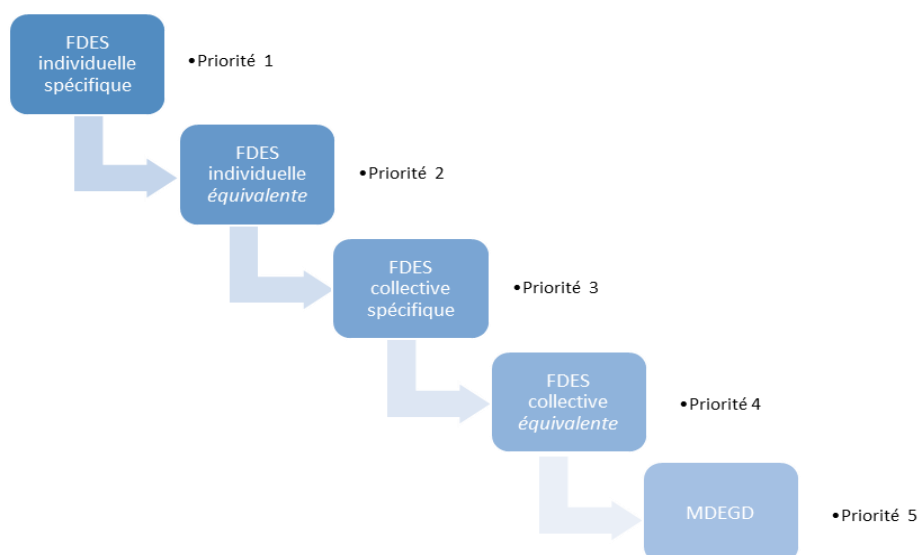 FDES
individuelle
spécifique
•Priorité 1
FDES
individuelle
équivalente
•Priorité 2
FDES
collective
spécifique
•Priorité 3
FDES
collective
équivalente
•Priorité 4
MDEGD
•Priorité 5